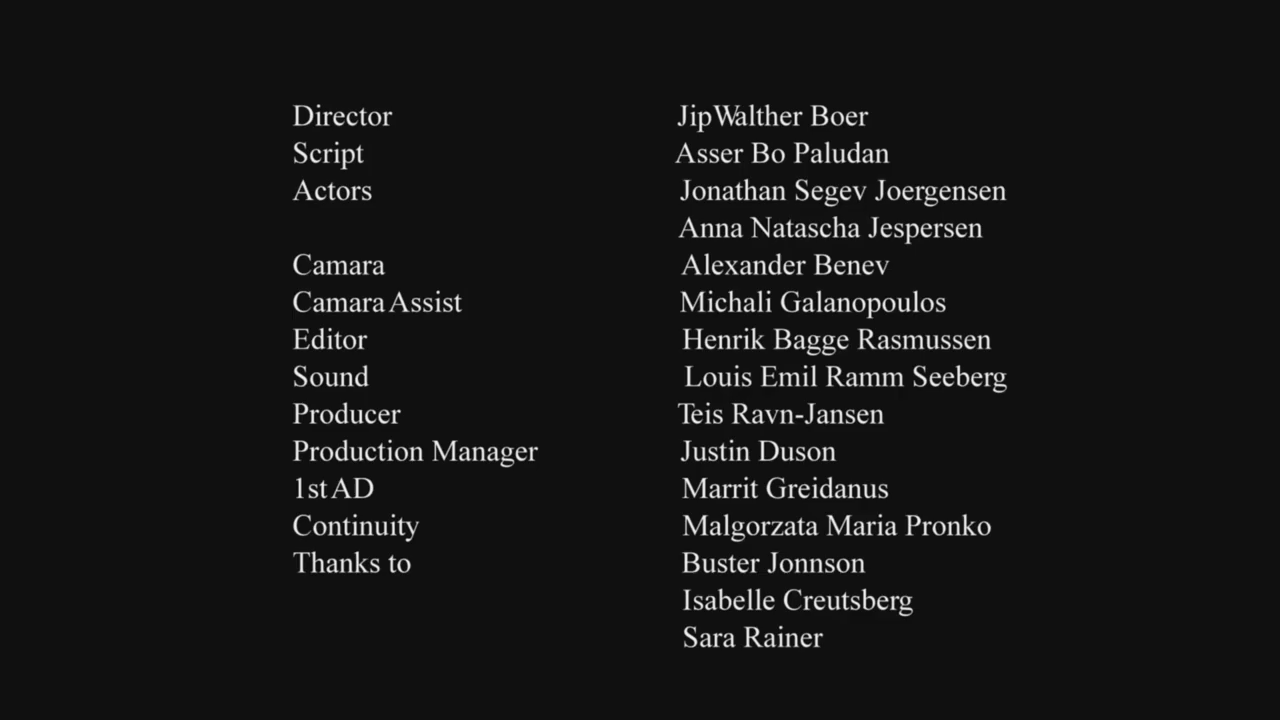 Director JipWalther Boer
Script Asser Bo Paludan
Actors Jonathan Segev Joergensen
Anna Natascha Jespersen
Camara Alexander Benev
Camara Assist Michali Galanopoulos
Editor Henrik Bagge Rasmussen
Sound Louis Emil Ramm Seeberg
Producer Teis Ravn-Jansen
Production Manager Justin Duson
1st AD Marrit Greidanus
Continuity Malgorzata Maria Pronko
Thanks to Buster Jonnson
Isabelle Creutsberg
Sara Rainer